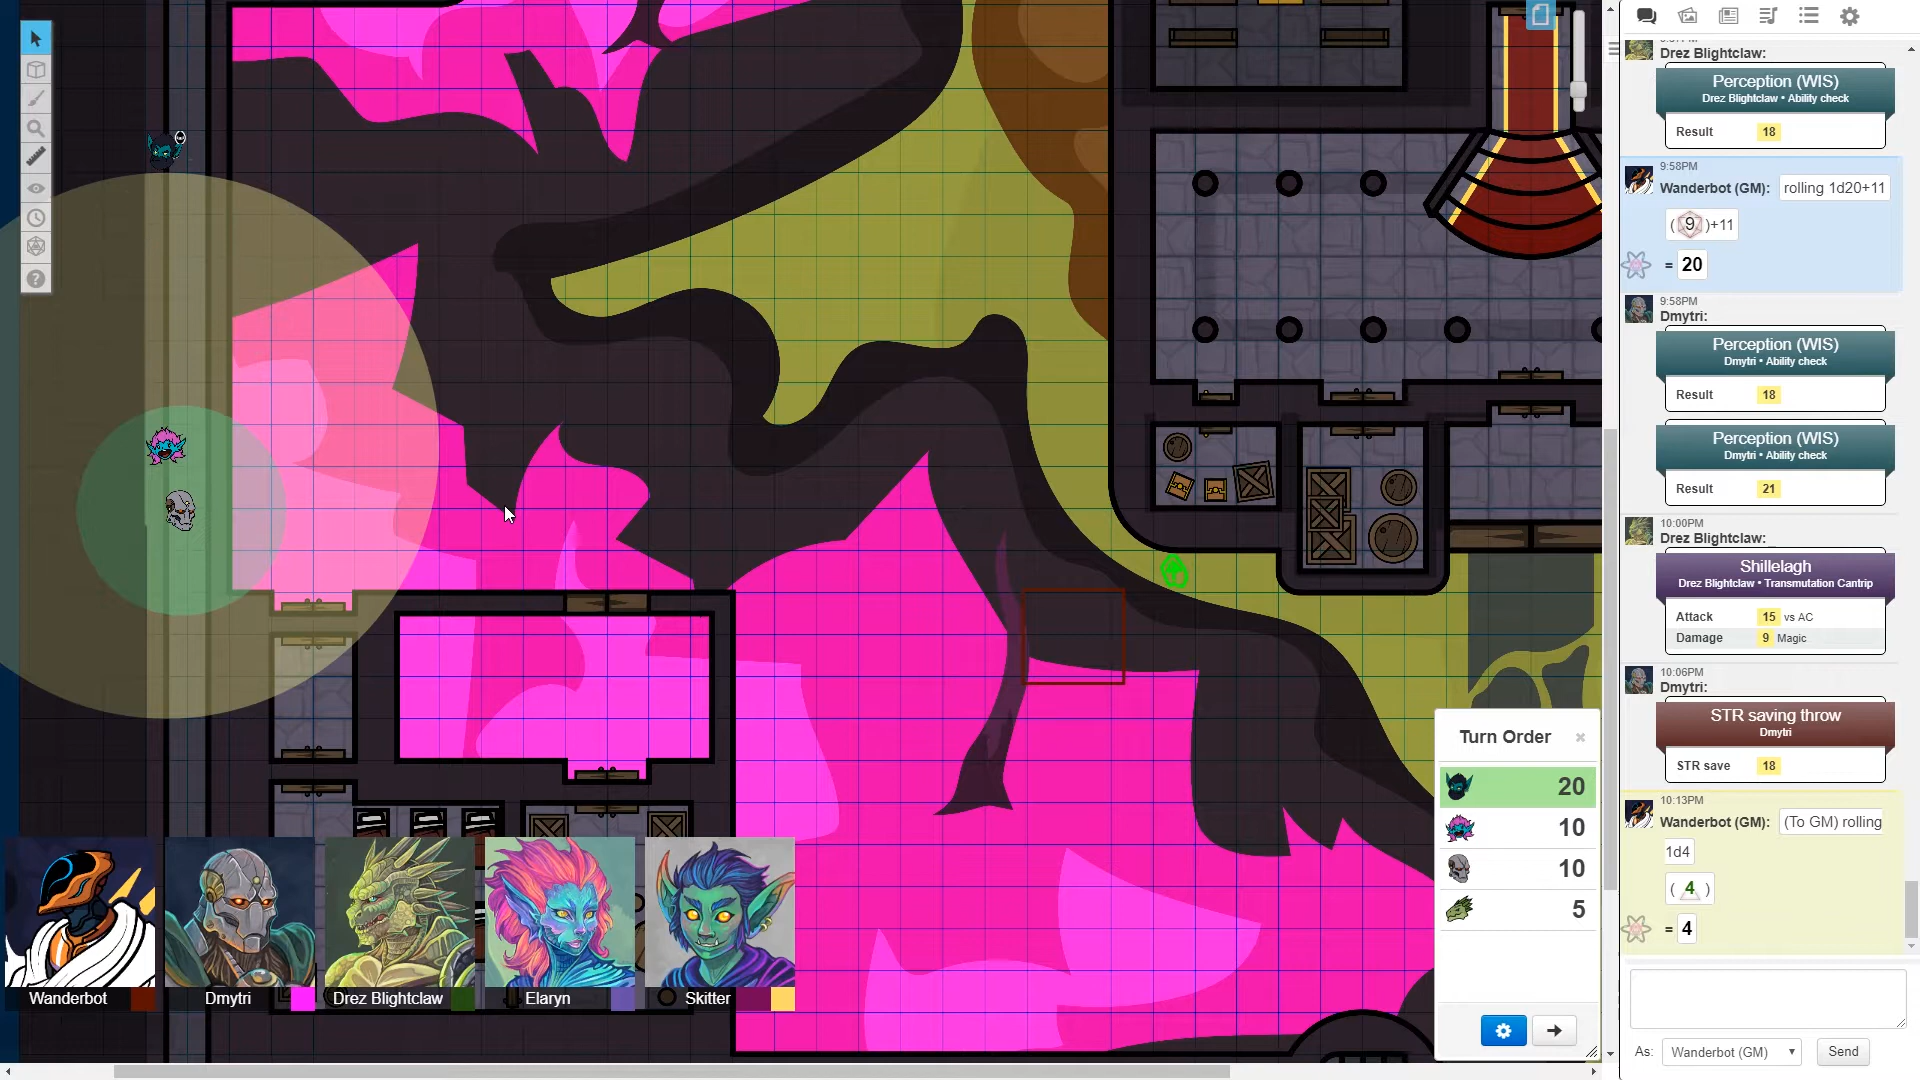 Drez Blightclaw:
Perception (WIS)
Drez Blightclaw • Ability check
Result 18
9:58PM
Wanderbot (GM): rolling 1d20+11
(9)+11
= 20
9:58PM
Dmytri:
Perception (WIS)
Dmytri • Ability check
Result 18
Perception (WIS)
Dmytri • Ability check
Result 21
10:00PM
Drez Blightclaw:
Shillelagh
Drez Blightclaw • Transmutation Cantrip
Attack 15 vs AC
Damage 9 Magic
10:06PM
Dmytri:
STR saving throw
Dmytri
STR save 18
10:13PM
Wanderbot (GM): (To GM) rolling
1d4
(4)
= 4
As: Wanderbot (GM) Send
Turn Order ×
20
10
10
5
Wanderbot
Dmytri
Drez Blightclaw
Elaryn
Skitter